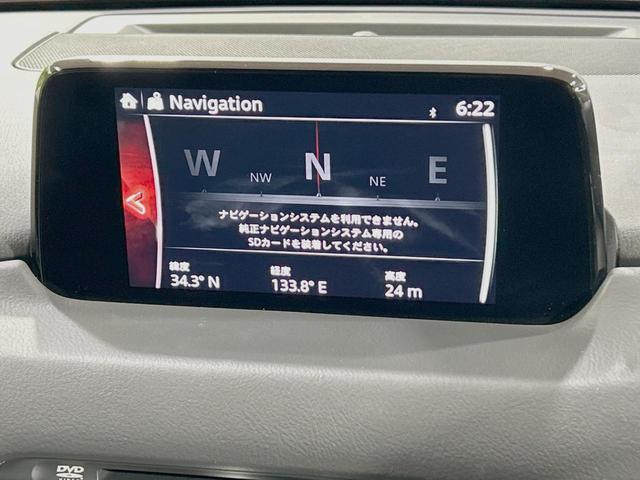 Navigation
6:22
W NW N NE E
ナビゲーションシステムを利用できません。
純正ナビゲーションシステム専用の
SDカードを装着してください。
緯度 経度 高度
34.3° N 133.8° E 24 m
DVD
VIDEO